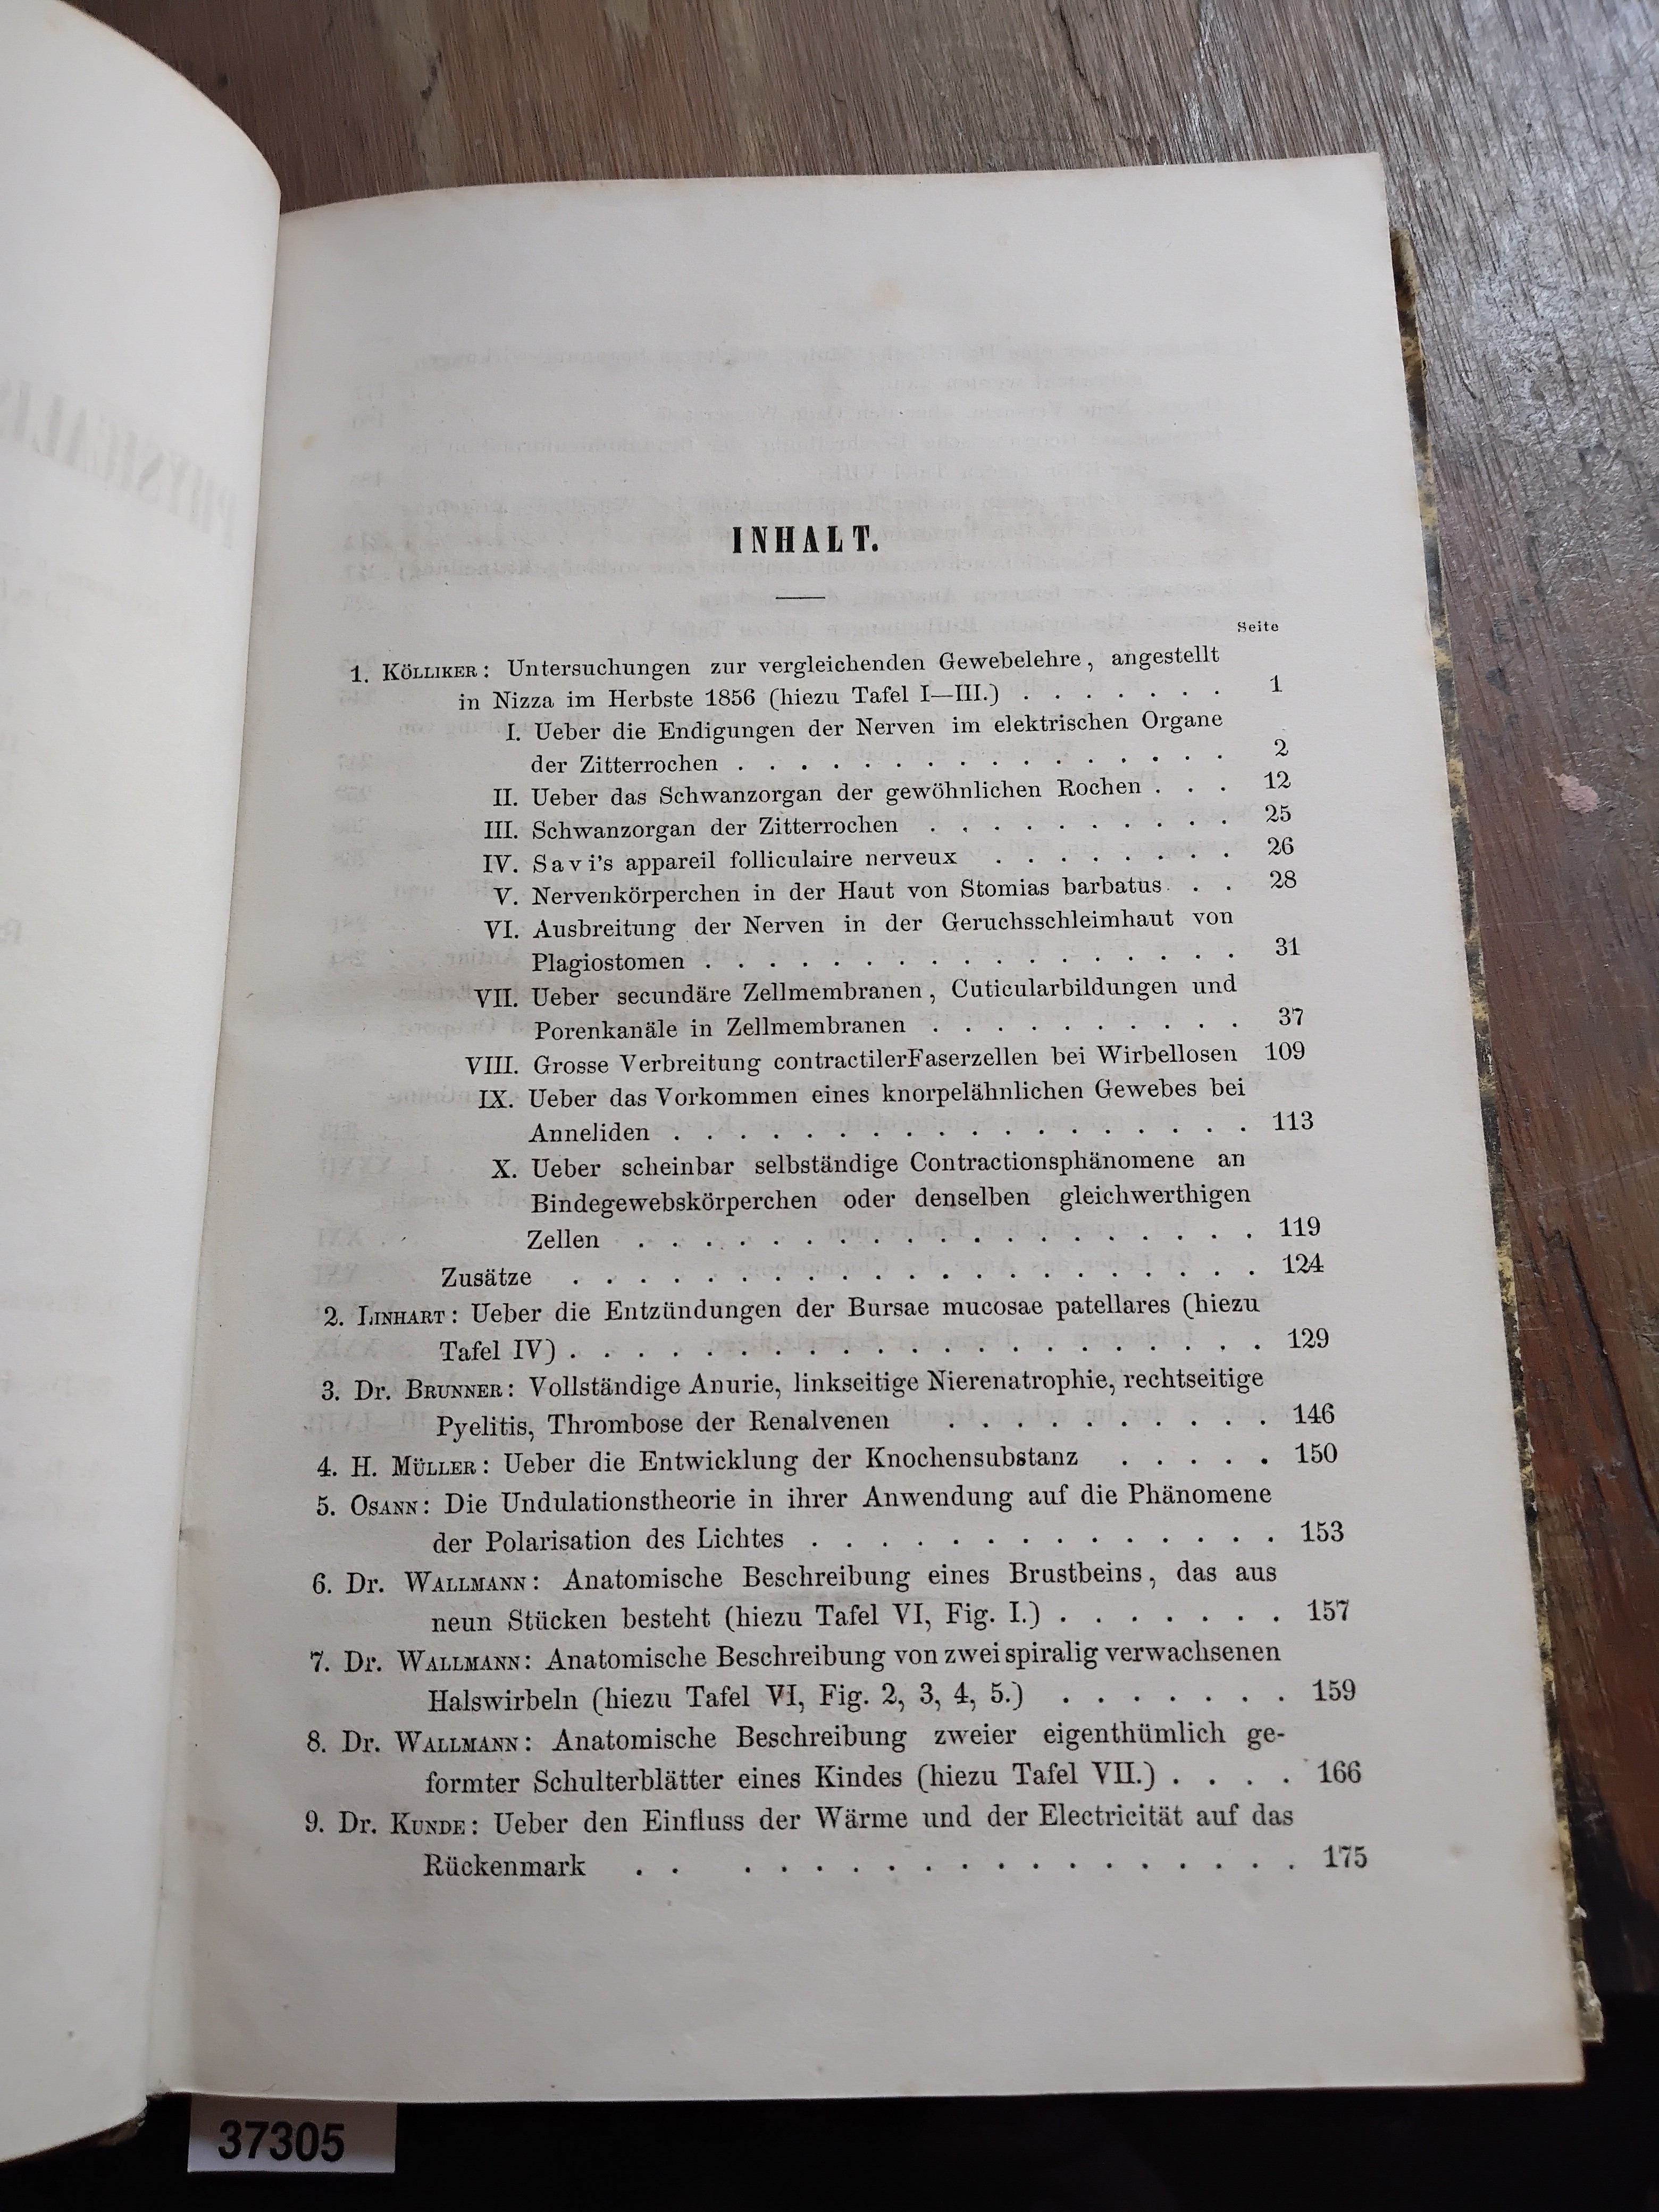 INHALT.
Seite
1. KÖLLIKER: Untersuchungen zur vergleichenden Gewebelehre, angestellt
in Nizza im Herbste 1856 (hiezu Tafel I—III.) . . . . . . . 1
I. Ueber die Endigungen der Nerven im elektrischen Organe
der Zitterrochen . . . . . . . . . . . . . . . 2
II. Ueber das Schwanzorgan der gewöhnlichen Rochen . . . 12
III. Schwanzorgan der Zitterrochen . . . . . . . . . . 25
IV. Savi's appareil folliculaire nerveux . . . . . . . . 26
V. Nervenkörperchen in der Haut von Stomias barbatus . . . 28
VI. Ausbreitung der Nerven in der Geruchsschleimhaut von
Plagiostomen . . . . . . . . . . . . . . . . . 31
VII. Ueber secundäre Zellmembranen, Cuticularbildungen und
Porenkanäle in Zellmembranen . . . . . . . . . . 37
VIII. Grosse Verbreitung contractilerFaserzellen bei Wirbellosen 109
IX. Ueber das Vorkommen eines knorpelähnlichen Gewebes bei
Anneliden . . . . . . . . . . . . . . . . . . 113
X. Ueber scheinbar selbständige Contractionsphänomene an
Bindegewebskörperchen oder denselben gleichwerthigen
Zellen . . . . . . . . . . . . . . . . . . . 119
Zusätze . . . . . . . . . . . . . . . . . . . . . 124
2. LINHART: Ueber die Entzündungen der Bursae mucosae patellares (hiezu
Tafel IV) . . . . . . . . . . . . . . . . . . . . . 129
3. Dr. BRUNNER: Vollständige Anurie, linkseitige Nierenatrophie, rechtseitige
Pyelitis, Thrombose der Renalvenen . . . . . . . . . . 146
4. H. MÜLLER: Ueber die Entwicklung der Knochensubstanz . . . . . 150
5. OSANN: Die Undulationstheorie in ihrer Anwendung auf die Phänomene
der Polarisation des Lichtes . . . . . . . . . . . . . . 153
6. Dr. WALLMANN: Anatomische Beschreibung eines Brustbeins, das aus
neun Stücken besteht (hiezu Tafel VI, Fig. I.) . . . . . . . 157
7. Dr. WALLMANN: Anatomische Beschreibung von zwei spiralig verwachsenen
Halswirbeln (hiezu Tafel VI, Fig. 2, 3, 4, 5.) . . . . . . . 159
8. Dr. WALLMANN: Anatomische Beschreibung zweier eigenthümlich ge-
formter Schulterblätter eines Kindes (hiezu Tafel VII.) . . . . 166
9. Dr. KUNDE: Ueber den Einfluss der Wärme und der Electricität auf das
Rückenmark . . . . . . . . . . . . . . . . . . 175
37305